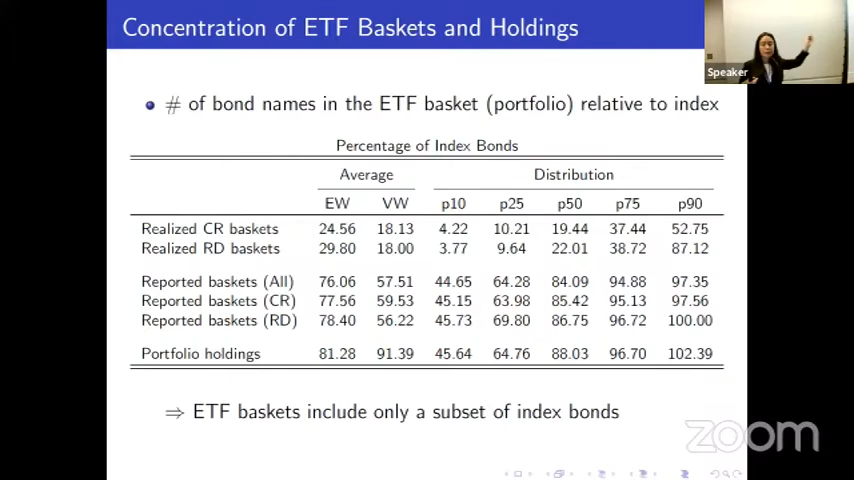 Concentration of ETF Baskets and Holdings
Speaker
# of bond names in the ETF basket (portfolio) relative to index
Percentage of Index Bonds
Average Distribution
EW VW p10 p25 p50 p75 p90
Realized CR baskets 24.56 18.13 4.22 10.21 19.44 37.44 52.75
Realized RD baskets 29.80 18.00 3.77 9.64 22.01 38.72 87.12
Reported baskets (All) 76.06 57.51 44.65 64.28 84.09 94.88 97.35
Reported baskets (CR) 77.56 59.53 45.15 63.98 85.42 95.13 97.56
Reported baskets (RD) 78.40 56.22 45.73 69.80 86.75 96.72 100.00
Portfolio holdings 81.28 91.39 45.64 64.76 88.03 96.70 102.39
⇒ ETF baskets include only a subset of index bonds
zoom